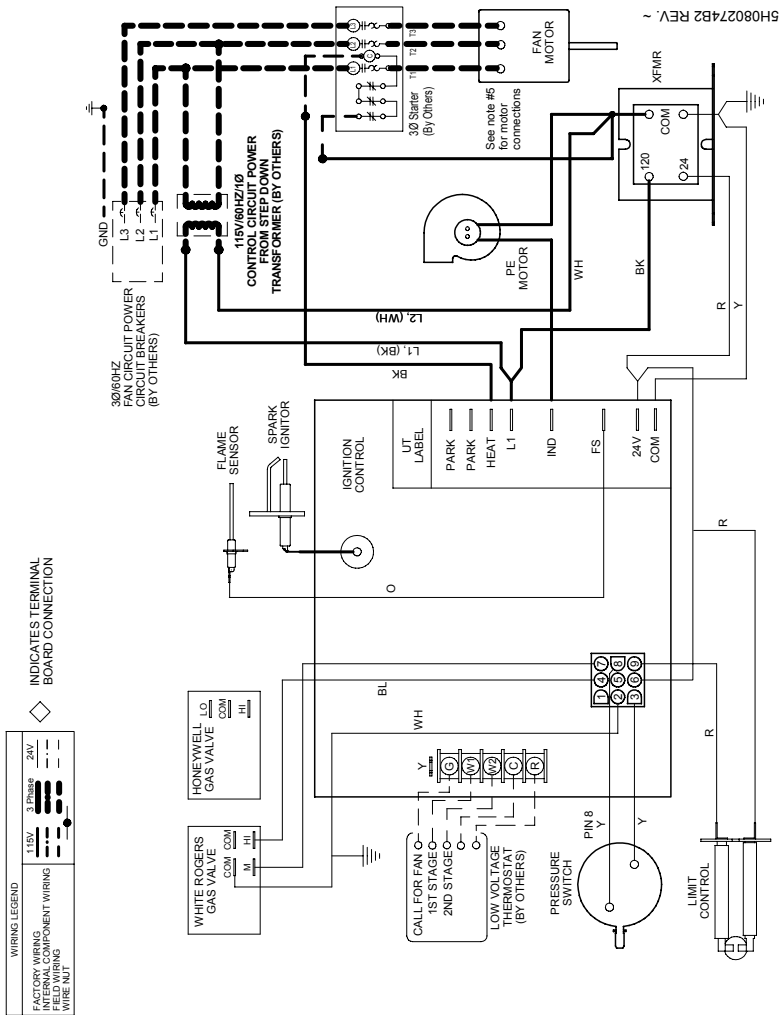 WIRING LEGEND
115V
3 Phase
24V
FACTORY WIRING
INTERNAL COMPONENT WIRING
FIELD WIRING
WIRE NUT
INDICATES TERMINAL
BOARD CONNECTION
WHITE ROGERS
GAS VALVE
COM
COM
M
HI
HONEYWELL
GAS VALVE
LO
COM
HI
FLAME
SENSOR
SPARK
IGNITOR
3Ø/60HZ
FAN CIRCUIT POWER
CIRCUIT BREAKERS
(BY OTHERS)
GND
L3
L2
L1
115V/60HZ/1Ø
CONTROL CIRCUIT POWER
FROM STEP DOWN
TRANSFORMER (BY OTHERS)
L3
L2
C
L1
T3
T2
T1
3Ø Starter
(By Others)
FAN
MOTOR
See note #5
for motor
connections
L2, (WH)
L1, (BK)
BK
PE
MOTOR
WH
BK
XFMR
COM
120
24
R
Y
BL
WH
O
IGNITION
CONTROL
UT
LABEL
PARK
PARK
HEAT
L1
IND
FS
24V
COM
CALL FOR FAN
1ST STAGE
2ND STAGE
LOW VOLTAGE
THERMOSTAT
(BY OTHERS)
Y
G
W1
W2
C
R
1
4
7
2
5
8
3
6
9
PIN 8
Y
Y
PRESSURE
SWITCH
R
R
LIMIT
CONTROL
5H080274B2 REV. ~